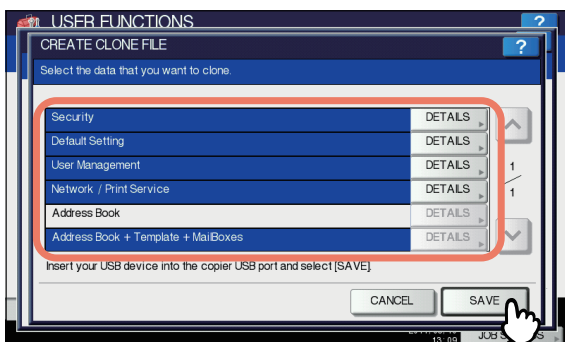 USER FUNCTIONS ?
CREATE CLONE FILE ?
Select the data that you want to clone.
Security DETAILS
Default Setting DETAILS
User Management DETAILS 1
Network / Print Service DETAILS 1
Address Book DETAILS
Address Book + Template + MailBoxes DETAILS
Insert your USB device into the copier USB port and select [SAVE].
CANCEL SAVE
13:09 JOB